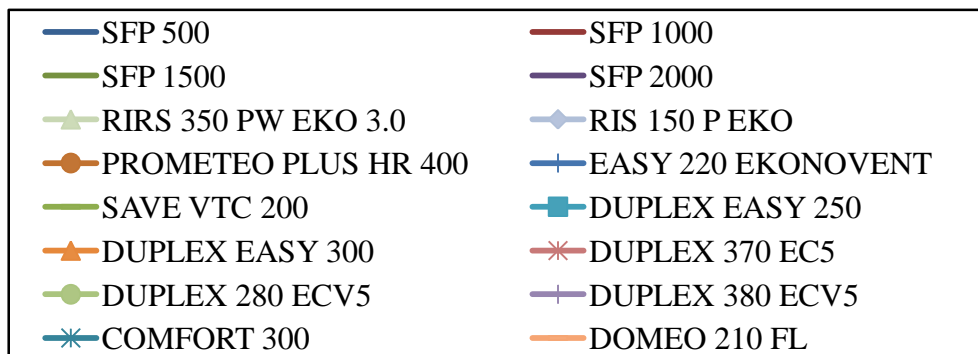 SFP 500 SFP 1000
SFP 1500 SFP 2000
RIRS 350 PW EKO 3.0 RIS 150 P EKO
PROMETEO PLUS HR 400 EASY 220 EKONOVENT
SAVE VTC 200 DUPLEX EASY 250
DUPLEX EASY 300 DUPLEX 370 EC5
DUPLEX 280 ECV5 DUPLEX 380 ECV5
COMFORT 300 DOMEO 210 FL